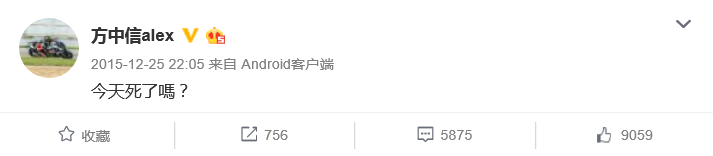 方中信alex
2015-12-25 22:05 来自 Android客户端
今天死了嗎？
收藏 756 5875 9059